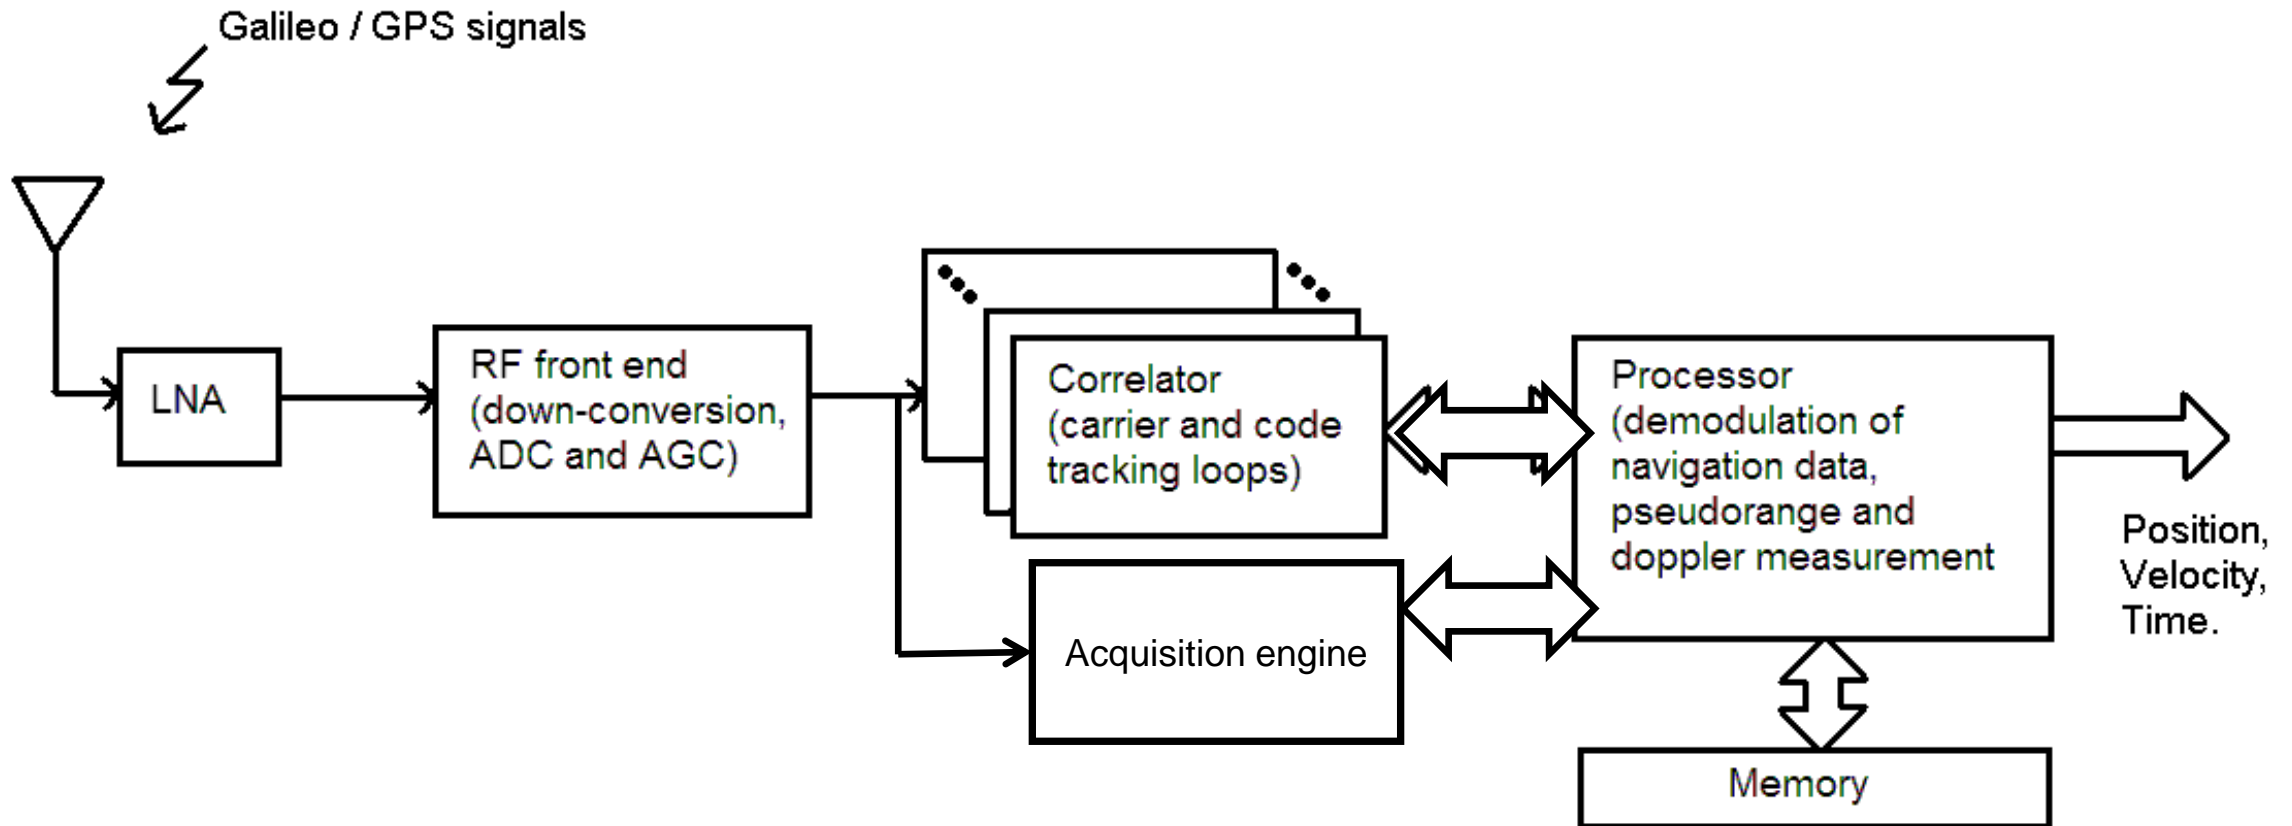 Galileo / GPS signals
LNA
RF front end
(down-conversion,
ADC and AGC)
Correlator
(carrier and code
tracking loops)
Acquisition engine
Processor
(demodulation of
navigation data,
pseudorange and
doppler measurement
Memory
Position,
Velocity,
Time.